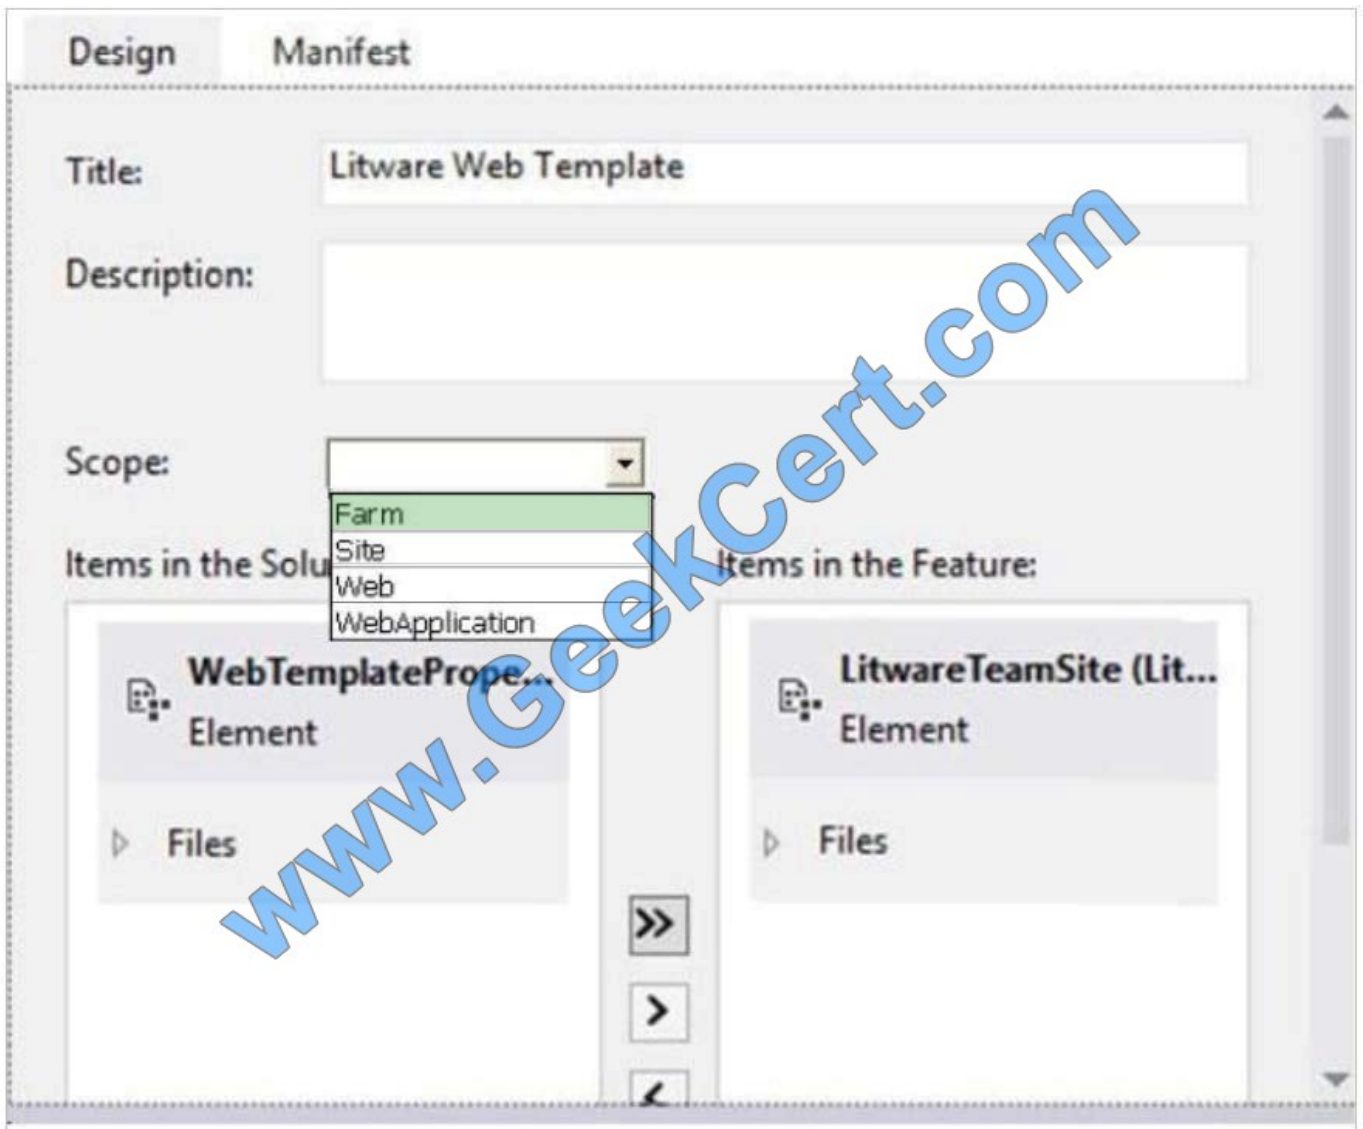 Design Manifest
Title: Litware Web Template
Description:
Scope:
Farm
Site
Web
WebApplication
Items in the Solu
Items in the Feature:
WebTemplatePrope...
Element
Files
LitwareTeamSite (Lit...
Element
Files
www.GeekCert.com